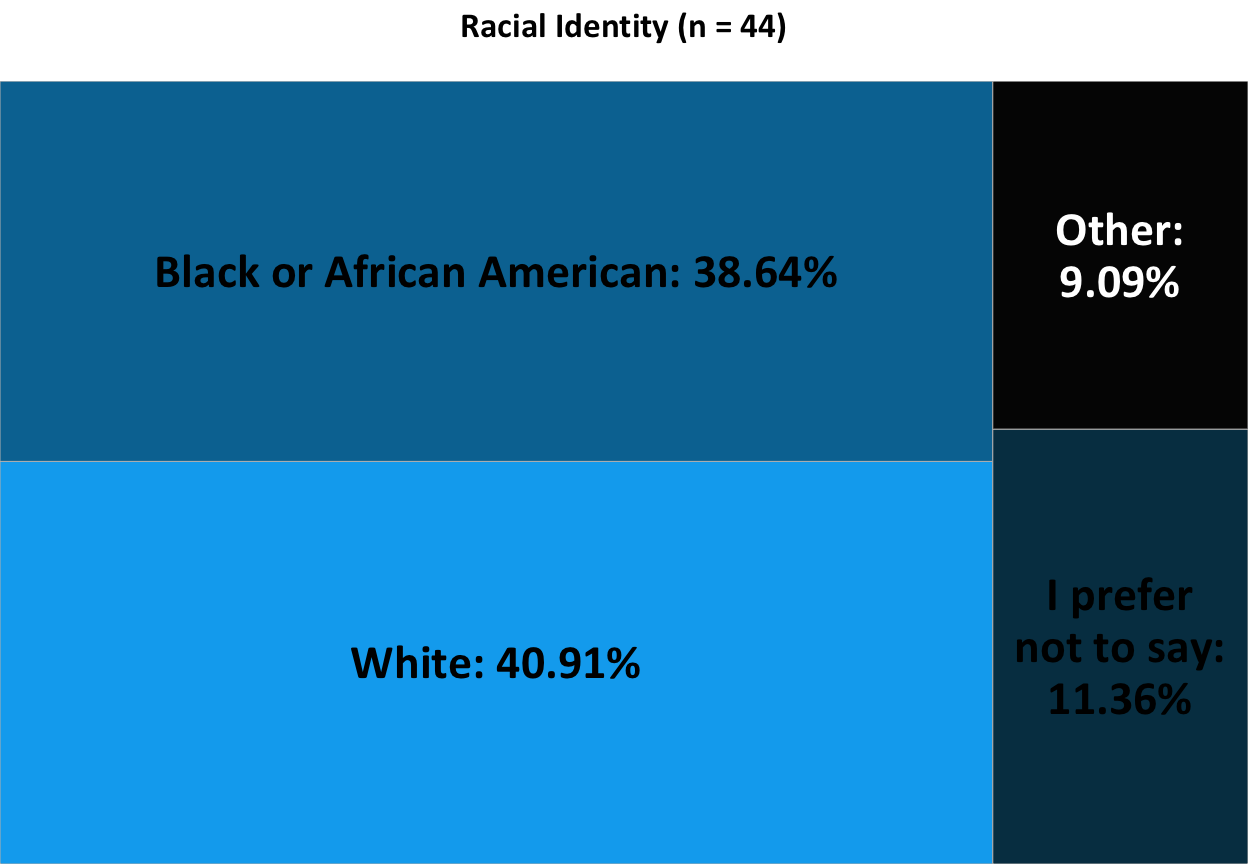 Racial Identity (n = 44)
Black or African American: 38.64%
Other:
9.09%
White: 40.91%
I prefer
not to say:
11.36%